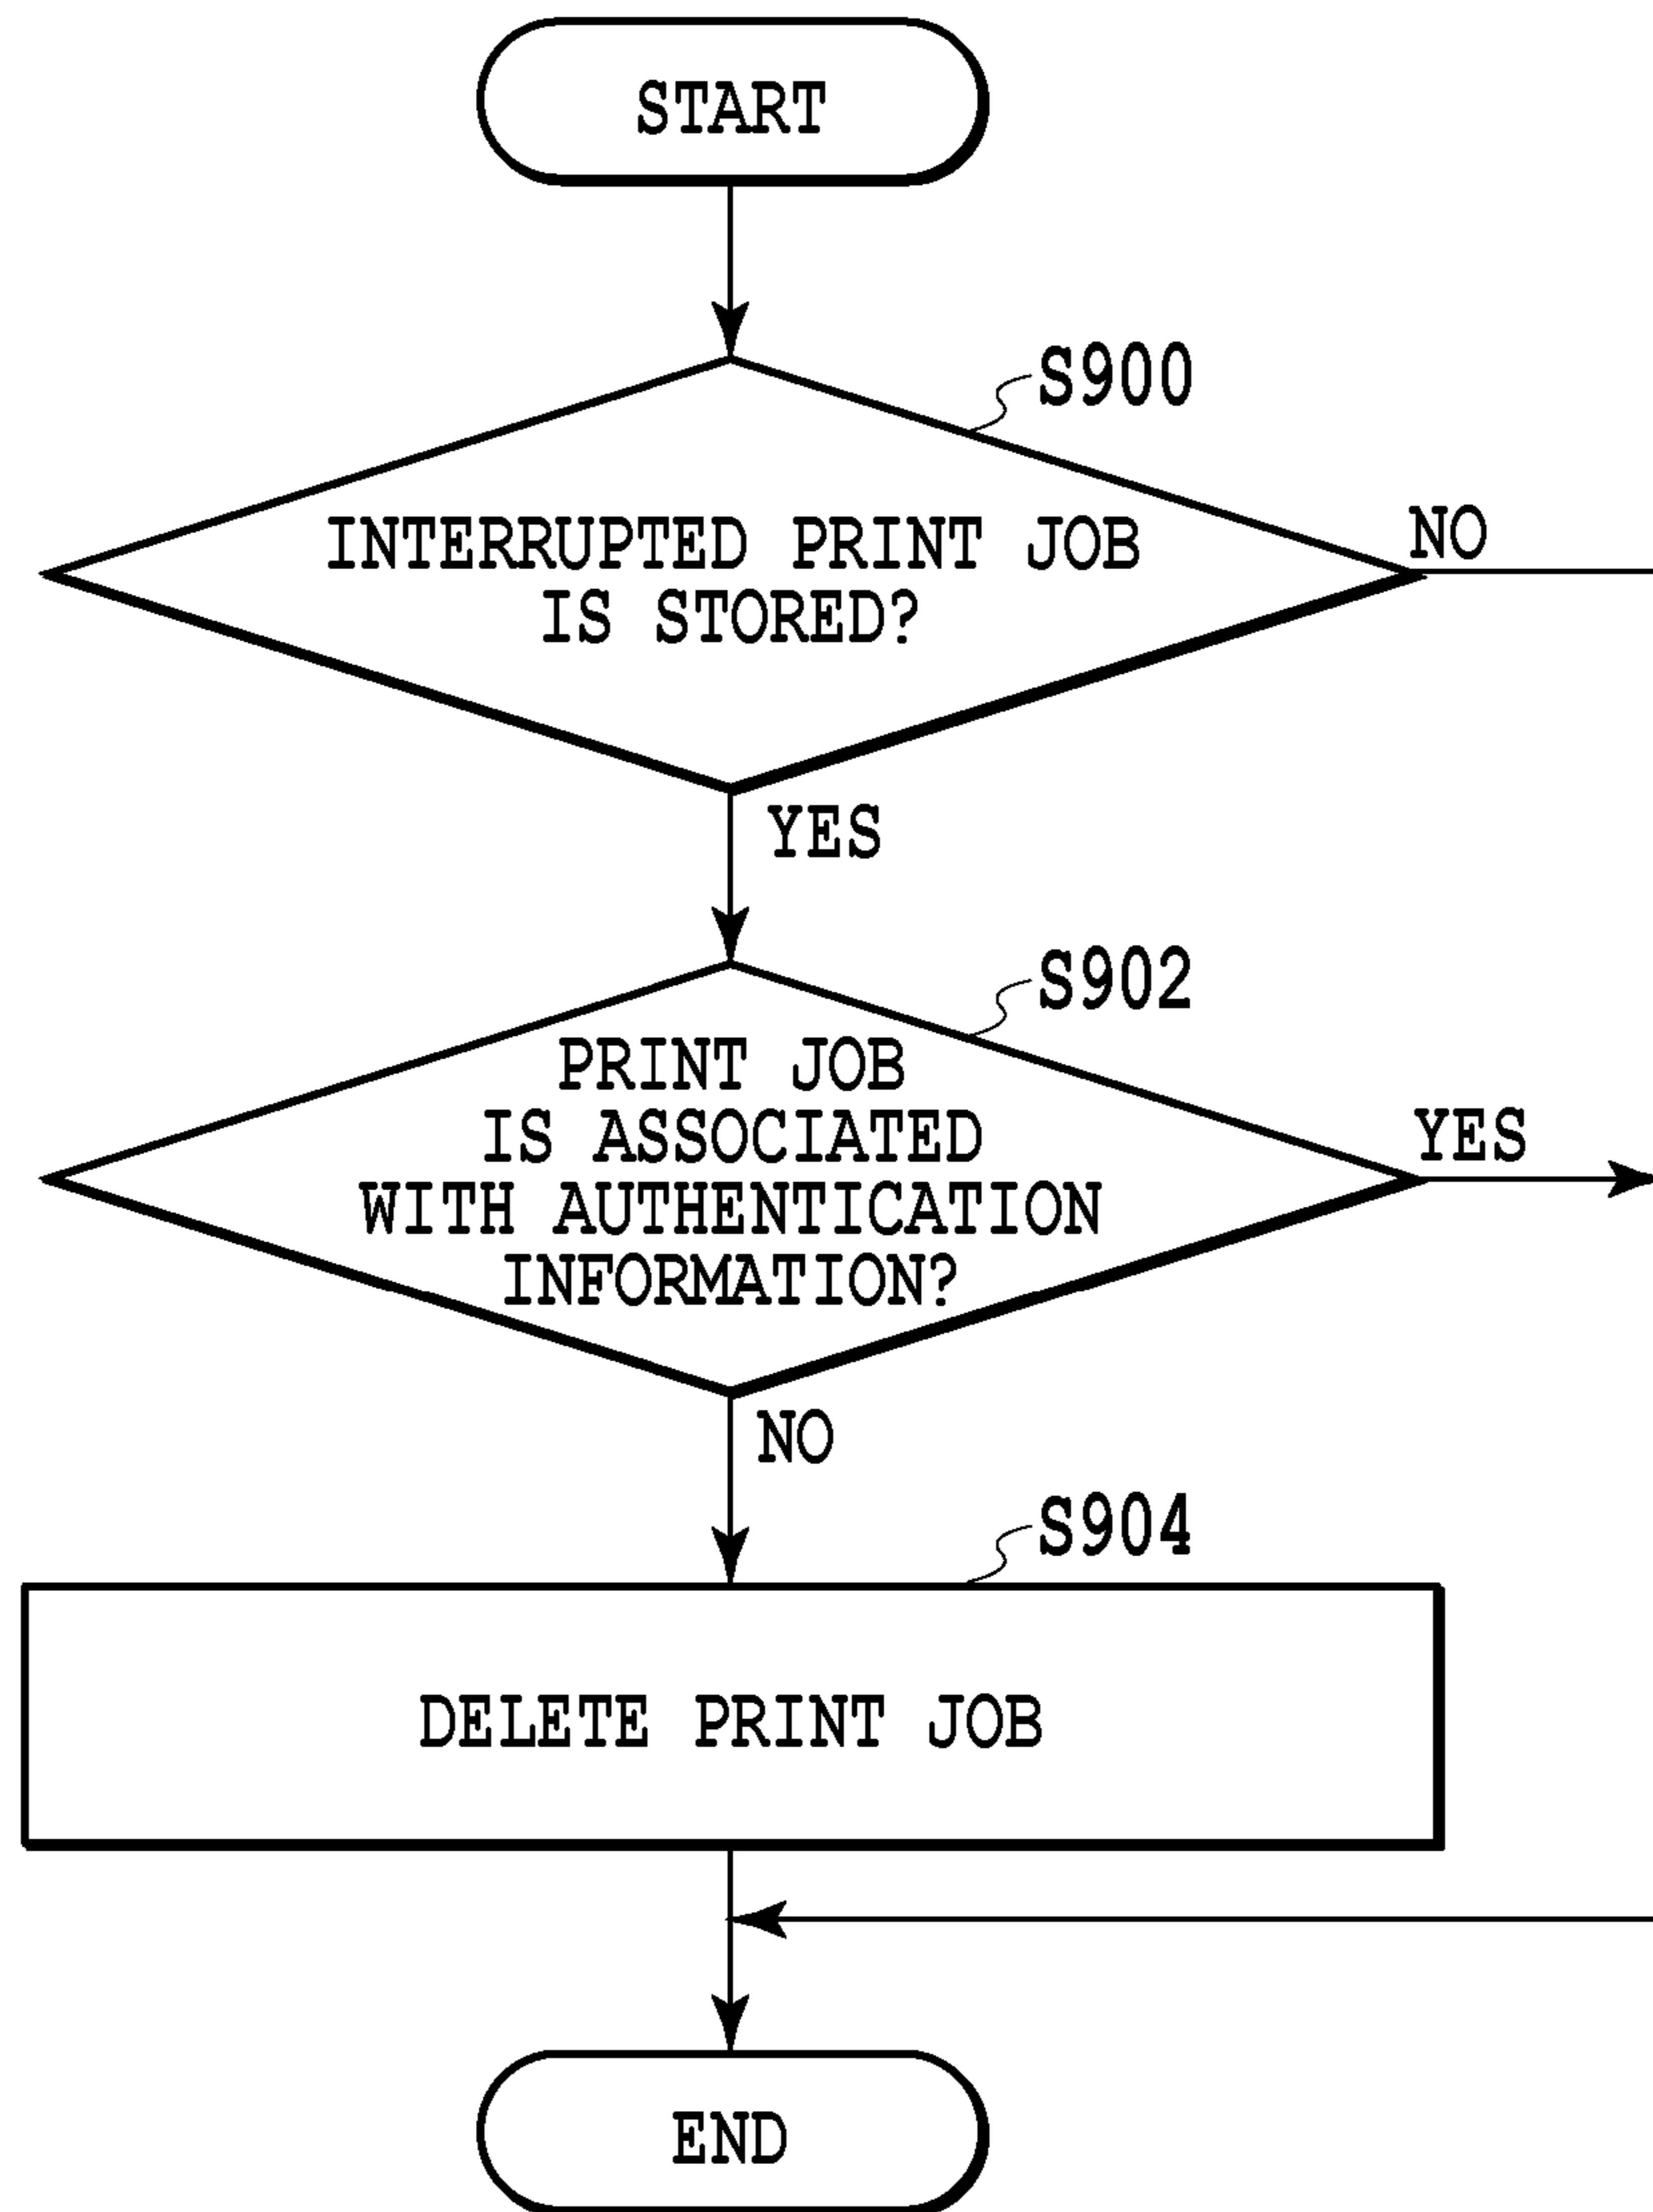 START
S900
INTERRUPTED PRINT JOB
IS STORED?
NO
YES
S902
PRINT JOB
IS ASSOCIATED
WITH AUTHENTICATION
INFORMATION?
YES
NO
S904
DELETE PRINT JOB
END